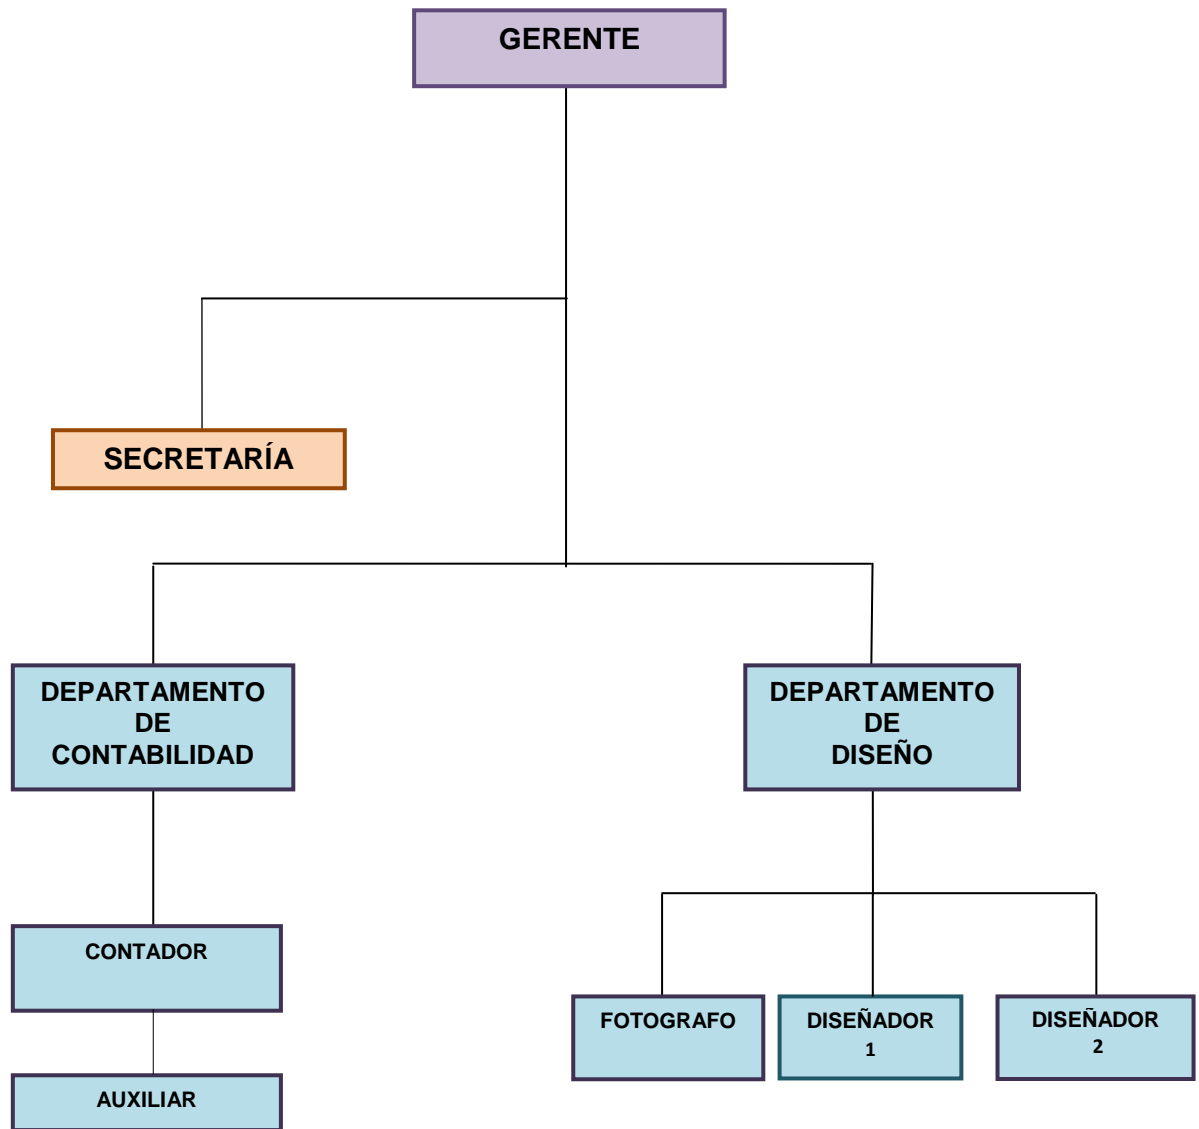 GERENTE
SECRETARÍA
DEPARTAMENTO
DE
CONTABILIDAD
DEPARTAMENTO
DE
DISEÑO
CONTADOR
AUXILIAR
FOTOGRAFO
DISEÑADOR
1
DISEÑADOR
2